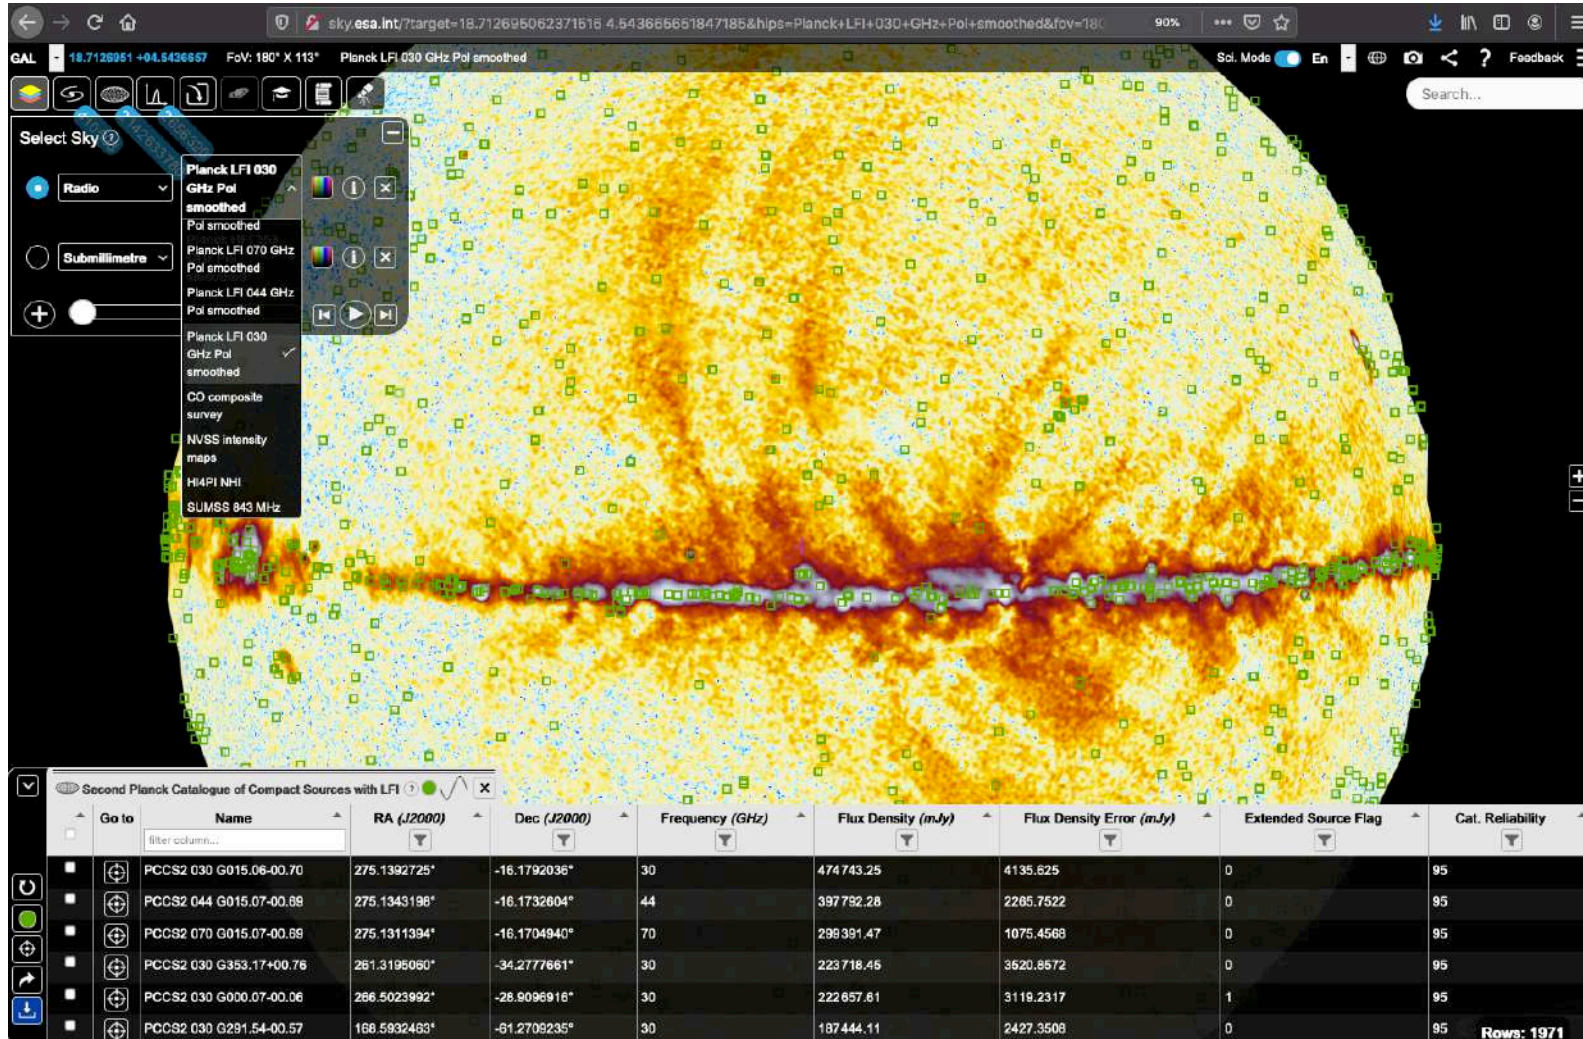 sky.esa.int/?target=18.712695062371516 4.543665651847185&hips=Planck+LFI+030+GHz+Pol+smoothed&fov=180
90%
GAL 18.7126951 +04.5436657 FoV: 180° X 113° Planck LFI 030 GHz Pol smoothed
Sci. Mode En Feedback
Search...
Select Sky
Radio
Planck LFI 030
GHz Pol
smoothed
Submillimetre
Pol smoothed
Planck LFI 070 GHz
Pol smoothed
Planck LFI 044 GHz
Pol smoothed
Planck LFI 030
GHz Pol
smoothed
CO composite
survey
NVSS intensity
maps
HI4PI NHI
SUMSS 843 MHz
Second Planck Catalogue of Compact Sources with LFI
Go to Name RA (J2000) Dec (J2000) Frequency (GHz) Flux Density (mJy) Flux Density Error (mJy) Extended Source Flag Cat. Reliability
filter column...
PCCS2 030 G015.06-00.70 275.1392725° -16.1792036° 30 474743.25 4135.625 0 95
PCCS2 044 G015.07-00.69 275.1343198° -16.1732604° 44 397792.28 2265.7522 0 95
PCCS2 070 G015.07-00.69 275.1311394° -16.1704940° 70 299391.47 1075.4568 0 95
PCCS2 030 G353.17+00.76 261.3195060° -34.2777661° 30 223718.45 3520.8572 0 95
PCCS2 030 G000.07-00.06 266.5023992° -28.9096916° 30 222657.61 3119.2317 1 95
PCCS2 030 G291.54-00.57 168.5932463° -61.2709235° 30 187444.11 2427.3508 0 95
Rows: 1971